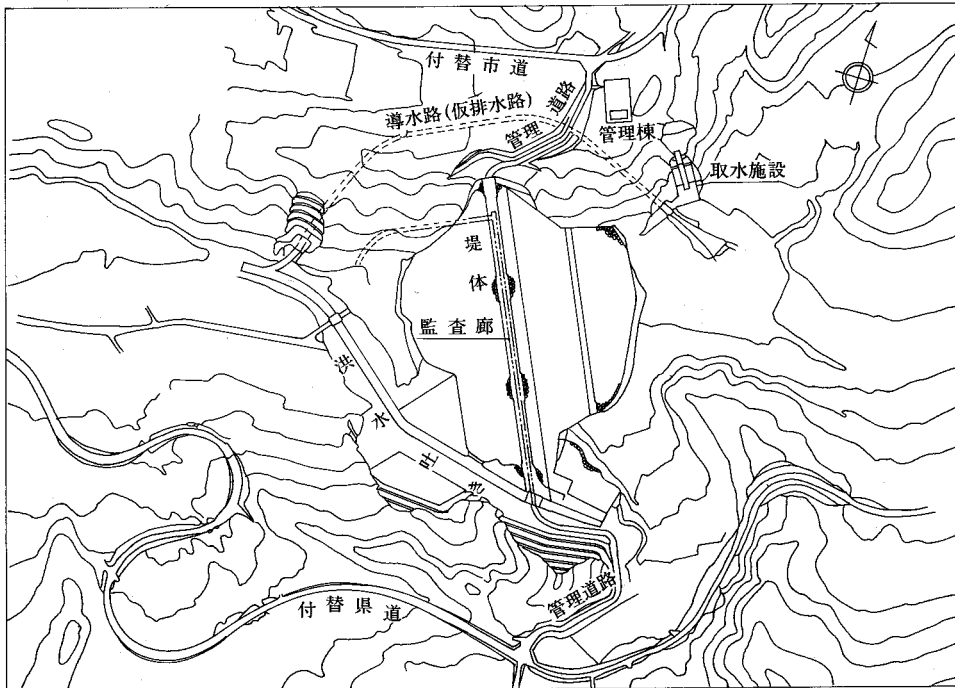 付替市道
導水路(仮排水路)
管理道路
管理棟
取水施設
堤体
監査廊
洪水吐き
管理道路
付替県道